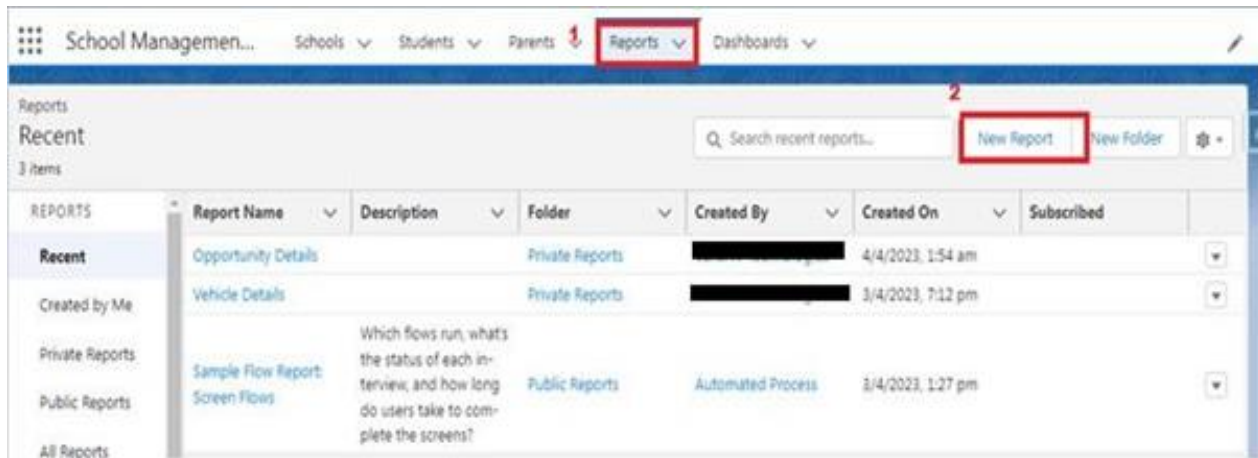 School Managemen... Schools Students Parents 1 Reports Dashboards
Reports
Recent
3 items
2
Search recent reports... New Report New Folder
REPORTS Report Name Description Folder Created By Created On Subscribed
Recent Opportunity Details Private Reports 4/4/2023, 1:54 am
Created by Me Vehicle Details Private Reports 3/4/2023, 7:12 pm
Private Reports
Public Reports
All Reports
Sample Flow Report:
Screen Flows
Which flows run, what's
the status of each in-
terview, and how long
do users take to com-
plete the screens?
Public Reports Automated Process 3/4/2023, 1:27 pm